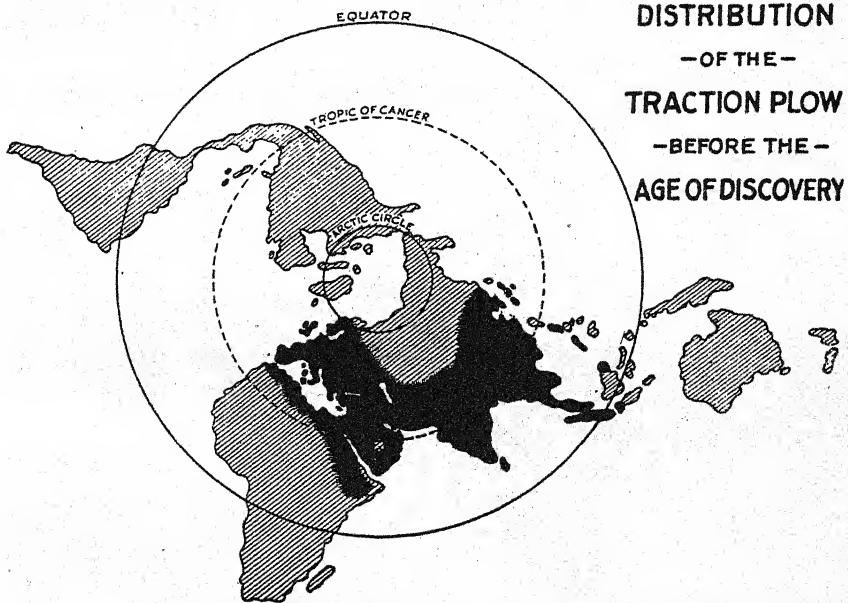 DISTRIBUTION
—OF THE—
TRACTION PLOW
—BEFORE THE—
AGE OF DISCOVERY
EQUATOR
TROPIC OF CANCER
ARCTIC CIRCLE